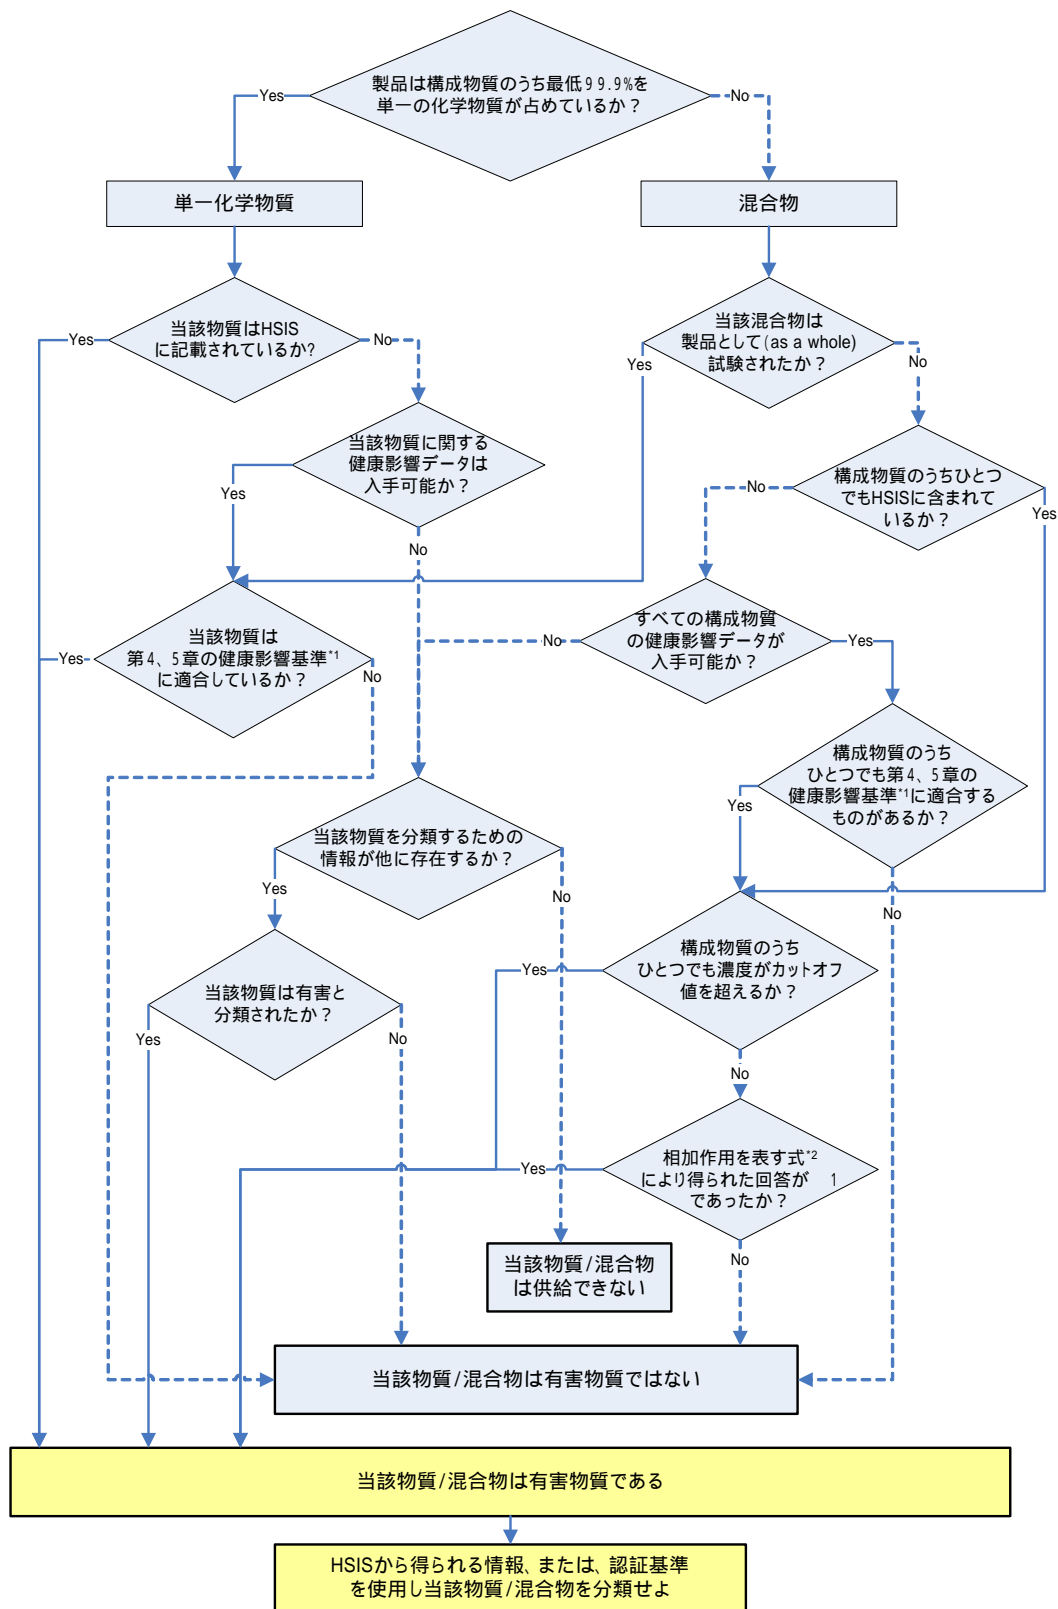 製品は構成物質のうち最低99.9%を
単一の化学物質が占めているか？
Yes
No
単一化学物質
混合物
当該物質はHSIS
に記載されているか?
Yes
No
当該混合物は
製品として(as a whole)
試験されたか？
Yes
No
当該物質に関する
健康影響データは
入手可能か？
Yes
No
構成物質のうちひとつ
でもHSISに含まれて
いるか？
No
Yes
当該物質は
第4、5章の健康影響基準*1
に適合しているか？
Yes
No
すべての構成物質
の健康影響データが
入手可能か？
No
Yes
構成物質のうち
ひとつでも第4、5章の
健康影響基準*1に適合する
ものがあるか？
Yes
No
当該物質を分類するための
情報が他に存在するか？
Yes
No
構成物質のうち
ひとつでも濃度がカットオフ
値を超えるか？
Yes
No
当該物質は有害と
分類されたか？
Yes
No
相加作用を表す式*2
により得られた回答が 1
であったか？
Yes
No
当該物質/混合物
は供給できない
当該物質/混合物は有害物質ではない
当該物質/混合物は有害物質である
HSISから得られる情報、または、認証基準
を使用し当該物質/混合物を分類せよ